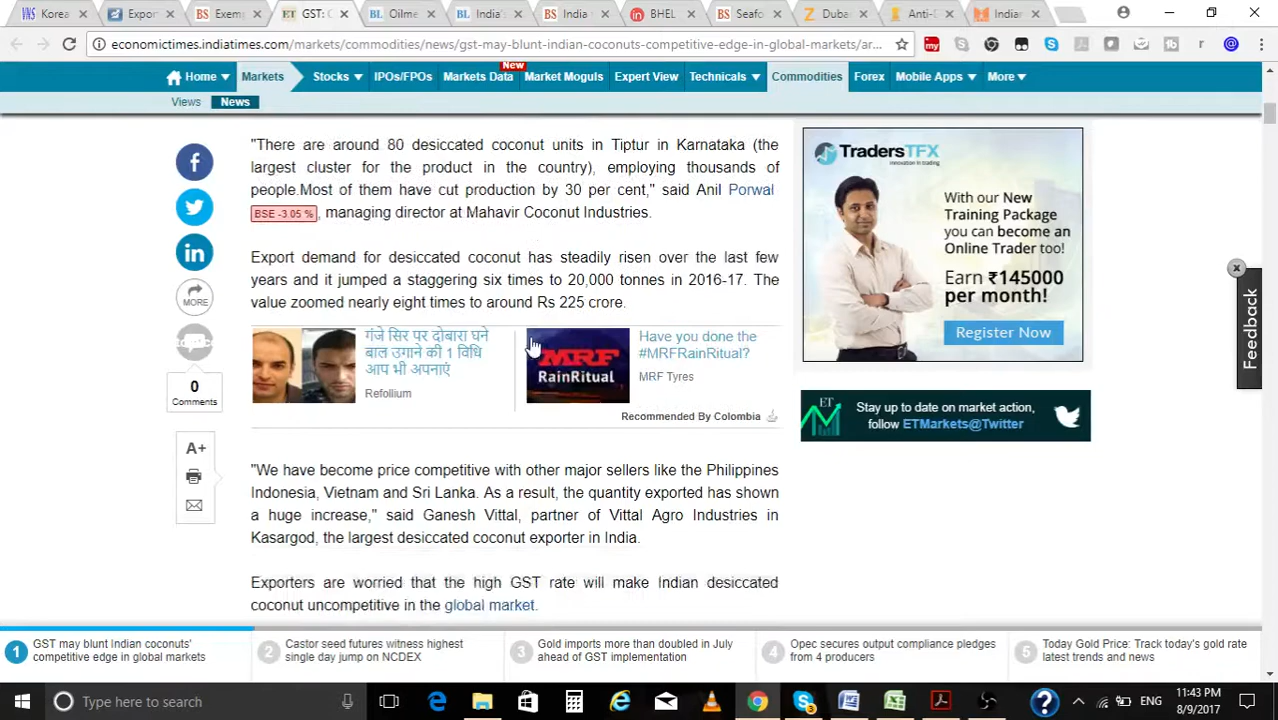 Korea
Export
Exemp
GST: C
Oilme
India'
India
BHEL
Seafo
Duba
Anti-D
Indian
economictimes.indiatimes.com/markets/commodities/news/gst-may-blunt-indian-coconuts-competitive-edge-in-global-markets/ar...
Home Markets Stocks IPOs/FPOs Markets Data New Market Moguls Expert View Technicals Commodities Forex Mobile Apps More
Views News
"There are around 80 desiccated coconut units in Tiptur in Karnataka (the
largest cluster for the product in the country), employing thousands of
people.Most of them have cut production by 30 per cent," said Anil Porwal
BSE -3.05 % , managing director at Mahavir Coconut Industries.
Export demand for desiccated coconut has steadily risen over the last few
years and it jumped a staggering six times to 20,000 tonnes in 2016-17. The
value zoomed nearly eight times to around Rs 225 crore.
MORE
0
Comments
A+
गंजे सिर पर दोबारा घने
बाल उगाने की 1 विधि
आप भी अपनाएं
Refollium
MRF
RainRitual
Have you done the
#MRFRainRitual?
MRF Tyres
Recommended By Colombia
"We have become price competitive with other major sellers like the Philippines
Indonesia, Vietnam and Sri Lanka. As a result, the quantity exported has shown
a huge increase," said Ganesh Vittal, partner of Vittal Agro Industries in
Kasargod, the largest desiccated coconut exporter in India.
Exporters are worried that the high GST rate will make Indian desiccated
coconut uncompetitive in the global market.
TradersTFX
innovation in trading
With our New
Training Package
you can become an
Online Trader too!
Earn ₹145000
per month!
Register Now
ET
Stay up to date on market action,
follow ETMarkets@Twitter
Feedback
1 GST may blunt Indian coconuts'
competitive edge in global markets
2 Castor seed futures witness highest
single day jump on NCDEX
3 Gold imports more than doubled in July
ahead of GST implementation
4 Opec secures output compliance pledges
from 4 producers
5 Today Gold Price: Track today's gold rate
latest trends and news
Type here to search
ENG
11:43 PM
8/9/2017